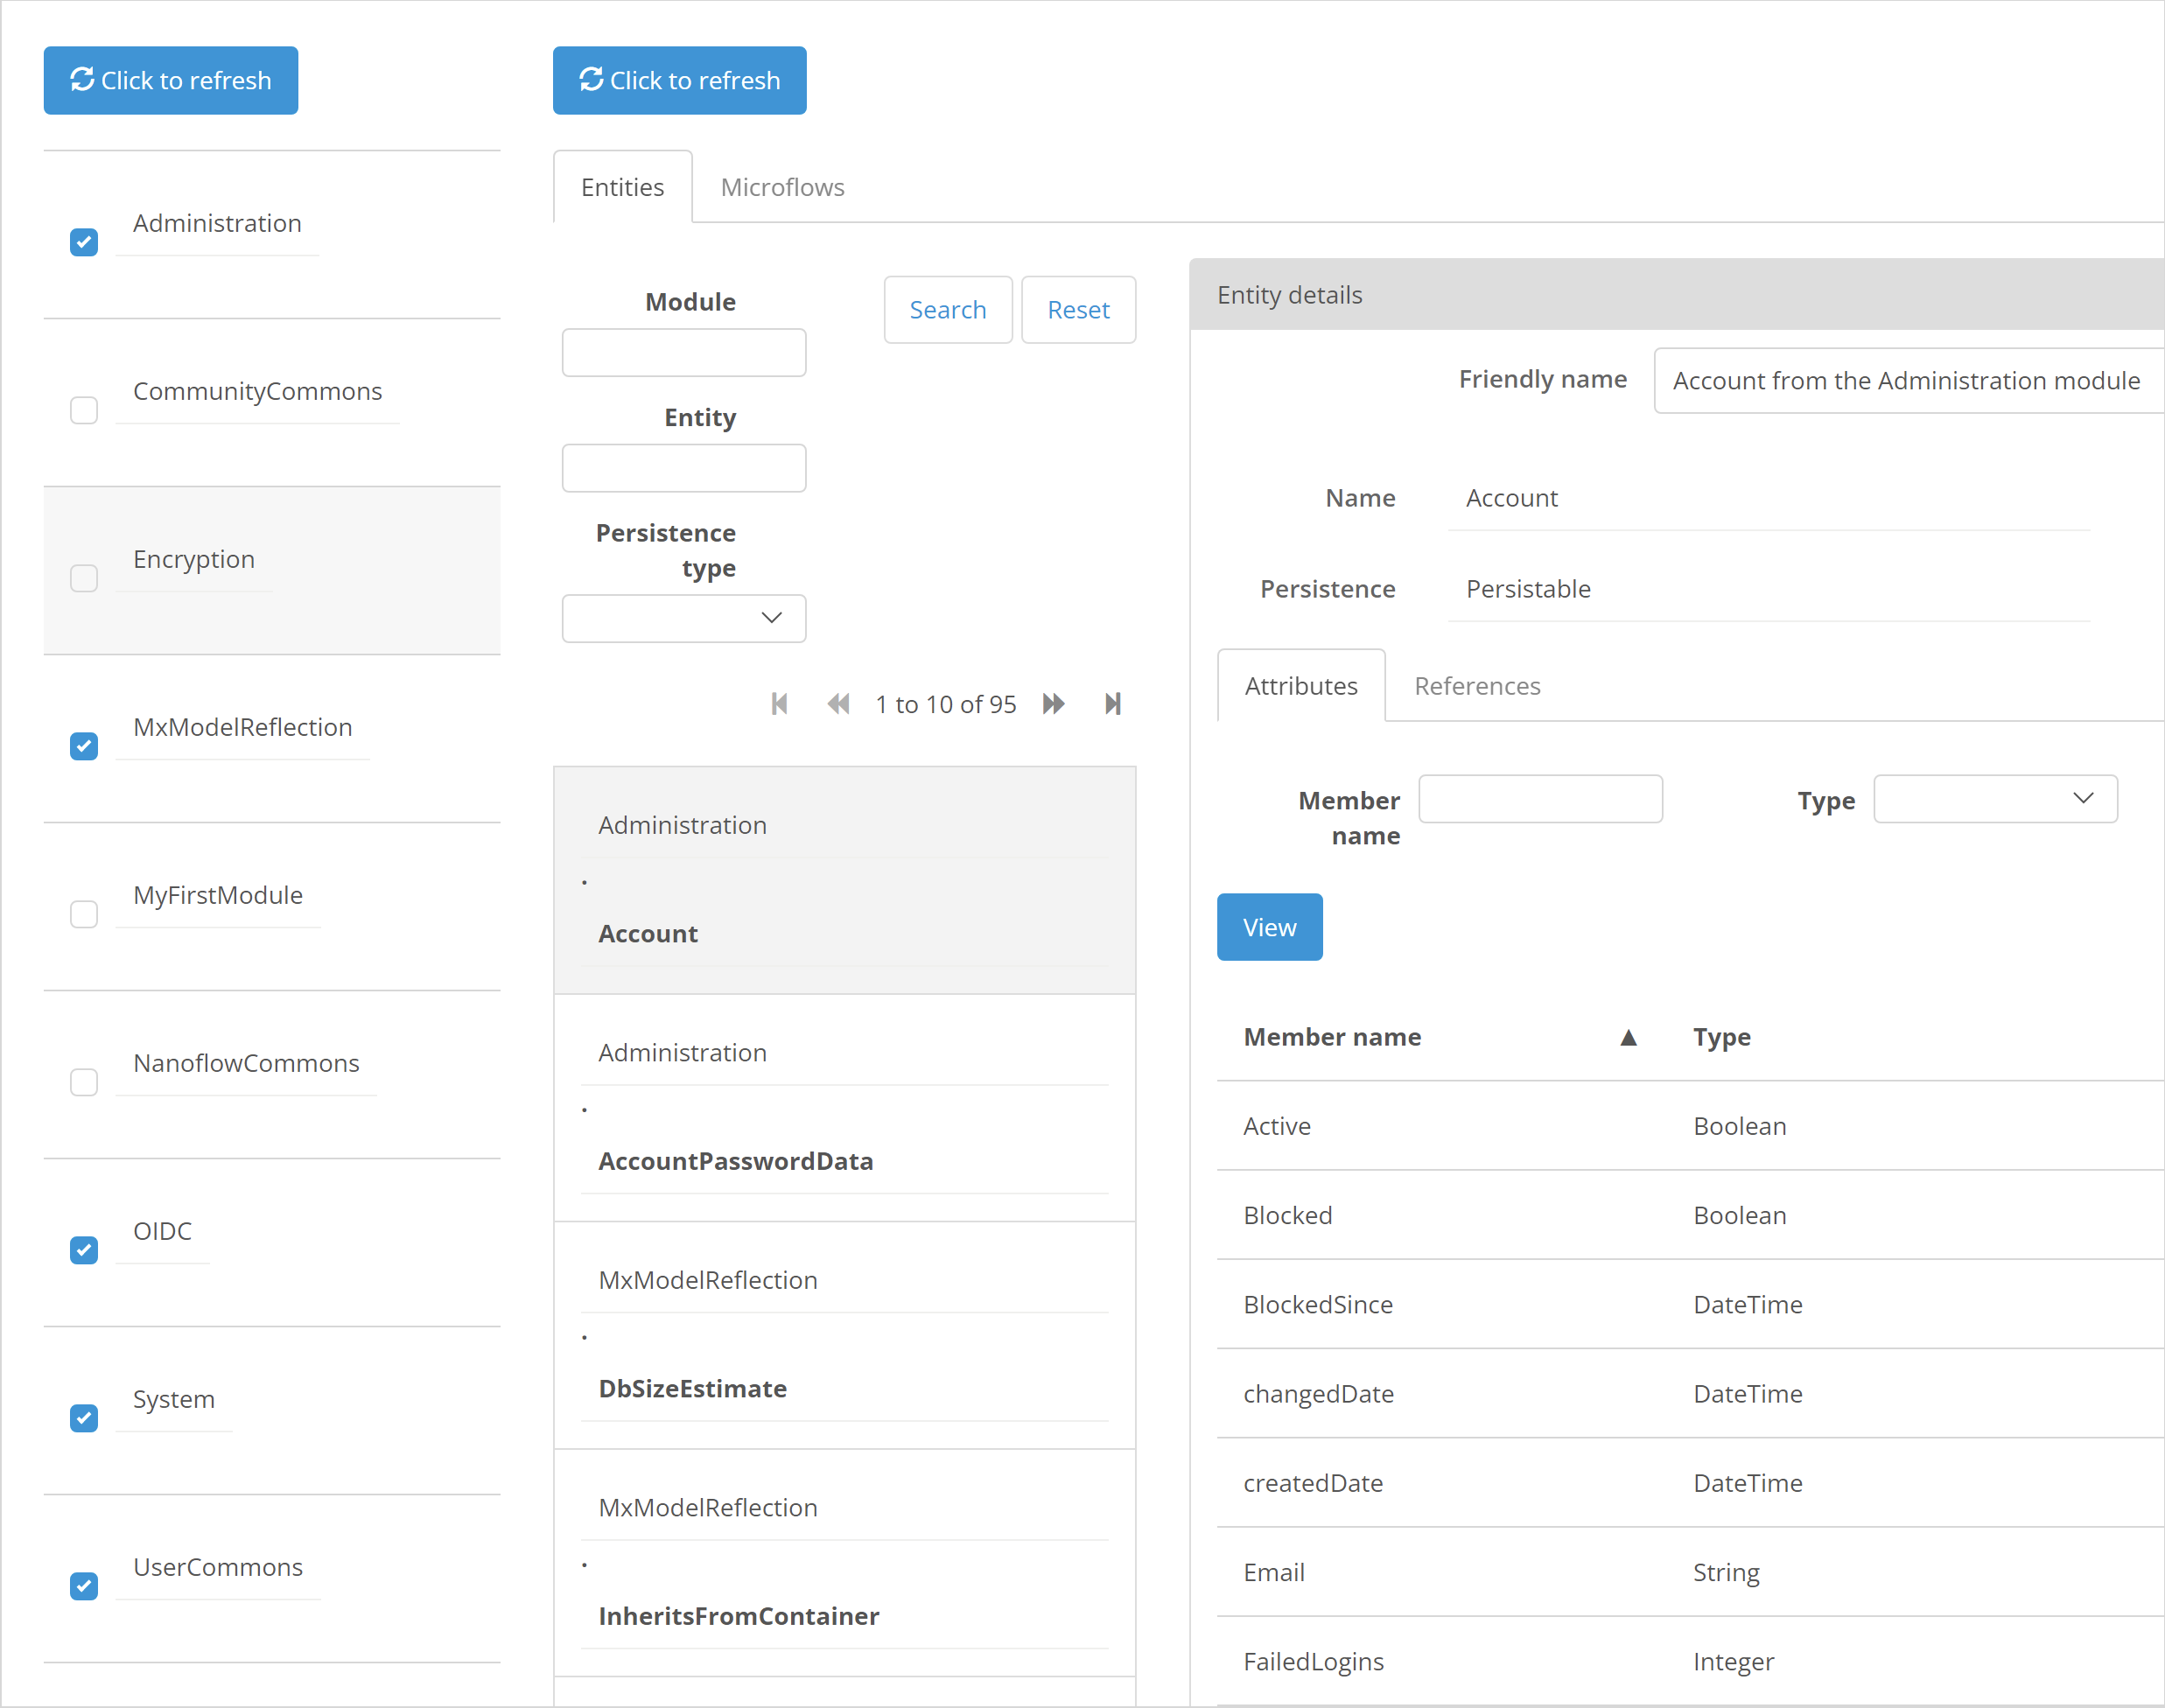 Click to refresh
Administration
CommunityCommons
Encryption
MxModelReflection
MyFirstModule
NanoflowCommons
OIDC
System
UserCommons
Click to refresh
Entities
Microflows
Module
Search
Reset
Entity
Persistence
type
1 to 10 of 95
Administration
.
Account
Administration
.
AccountPasswordData
MxModelReflection
.
DbSizeEstimate
MxModelReflection
.
InheritsFromContainer
Entity details
Friendly name Account from the Administration module
Name Account
Persistence Persistable
Attributes References
Member
name
Type
View
Member name ▲ Type
Active Boolean
Blocked Boolean
BlockedSince DateTime
changedDate DateTime
createdDate DateTime
Email String
FailedLogins Integer